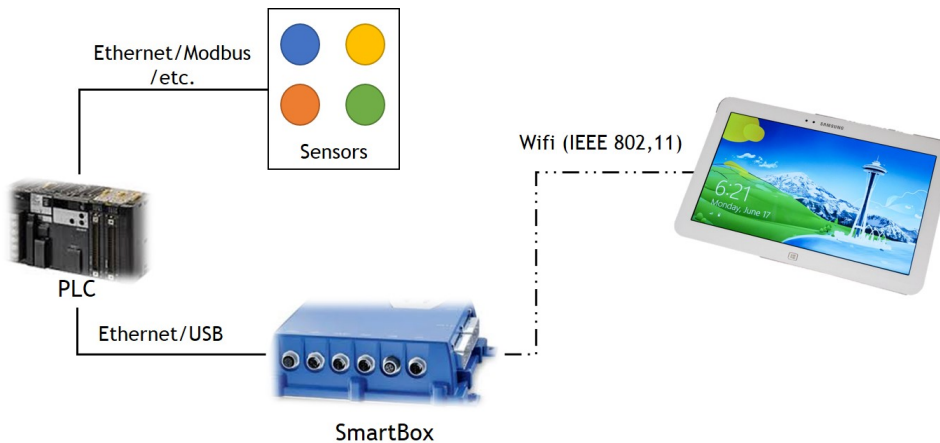 Ethernet/Modbus
/etc.
Sensors
Wifi (IEEE 802,11)
SAMSUNG
6:21
Monday, June 17
PLC
Ethernet/USB
SmartBox